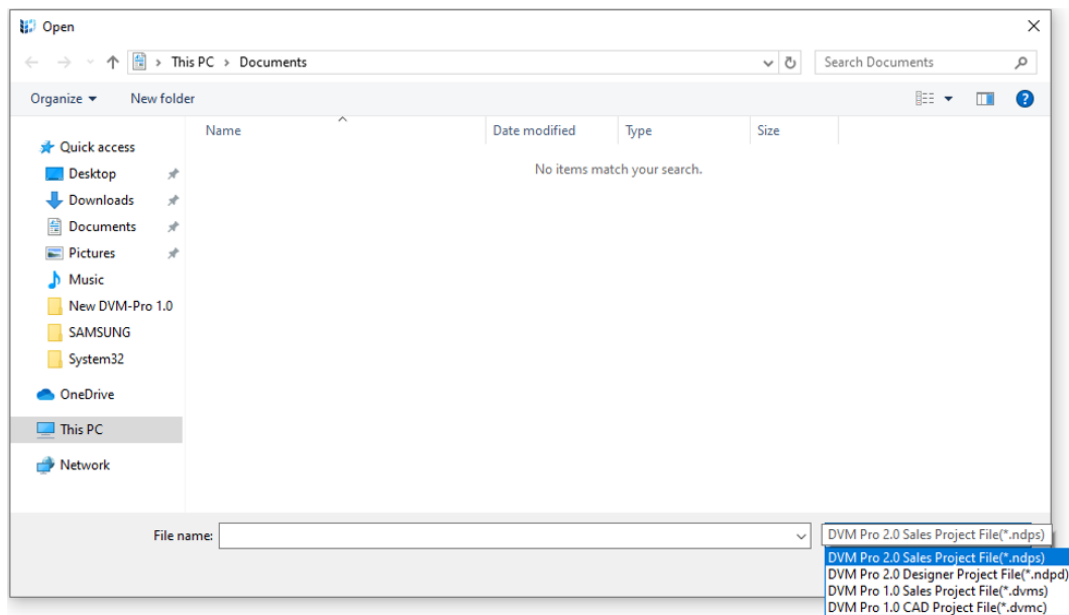 Open
This PC > Documents
Search Documents
Organize
New folder
Name
Date modified
Type
Size
No items match your search.
Quick access
Desktop
Downloads
Documents
Pictures
Music
New DVM-Pro 1.0
SAMSUNG
System32
OneDrive
This PC
Network
File name:
DVM Pro 2.0 Sales Project File(*.ndps)
DVM Pro 2.0 Sales Project File(*.ndps)
DVM Pro 2.0 Designer Project File(*.ndpd)
DVM Pro 1.0 Sales Project File(*.dvms)
DVM Pro 1.0 CAD Project File(*.dvmc)